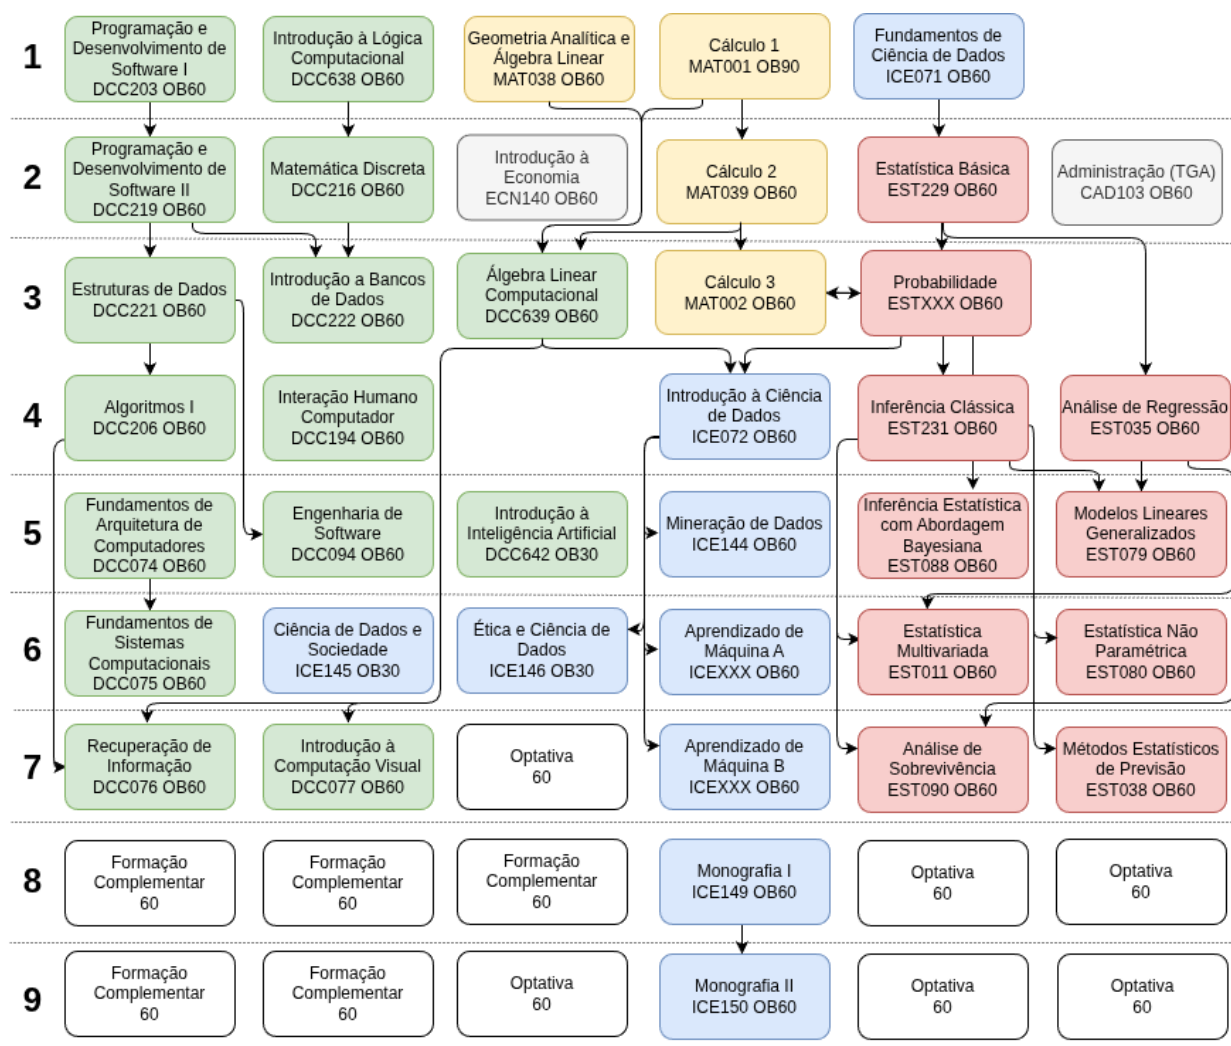 1
Programação e
Desenvolvimento de
Software I
DCC203 OB60
Introdução à Lógica
Computacional
DCC638 OB60
Geometria Analítica e
Álgebra Linear
MAT038 OB60
Cálculo 1
MAT001 OB90
Fundamentos de
Ciência de Dados
ICE071 OB60
2
Programação e
Desenvolvimento de
Software II
DCC219 OB60
Matemática Discreta
DCC216 OB60
Introdução à
Economia
ECN140 OB60
Cálculo 2
MAT039 OB60
Estatística Básica
EST229 OB60
Administração (TGA)
CAD103 OB60
3
Estruturas de Dados
DCC221 OB60
Introdução a Bancos
de Dados
DCC222 OB60
Álgebra Linear
Computacional
DCC639 OB60
Cálculo 3
MAT002 OB60
Probabilidade
ESTXXX OB60
4
Algoritmos I
DCC206 OB60
Interação Humano
Computador
DCC194 OB60
Introdução à Ciência
de Dados
ICE072 OB60
Inferência Clássica
EST231 OB60
Análise de Regressão
EST035 OB60
5
Fundamentos de
Arquitetura de
Computadores
DCC074 OB60
Engenharia de
Software
DCC094 OB60
Introdução à
Inteligência Artificial
DCC642 OB30
Mineração de Dados
ICE144 OB60
Inferência Estatística
com Abordagem
Bayesiana
EST088 OB60
Modelos Lineares
Generalizados
EST079 OB60
6
Fundamentos de
Sistemas
Computacionais
DCC075 OB60
Ciência de Dados e
Sociedade
ICE145 OB30
Ética e Ciência de
Dados
ICE146 OB30
Aprendizado de
Máquina A
ICEXXX OB60
Estatística
Multivariada
EST011 OB60
Estatística Não
Paramétrica
EST080 OB60
7
Recuperação de
Informação
DCC076 OB60
Introdução à
Computação Visual
DCC077 OB60
Optativa
60
Aprendizado de
Máquina B
ICEXXX OB60
Análise de
Sobrevivência
EST090 OB60
Métodos Estatísticos
de Previsão
EST038 OB60
8
Formação
Complementar
60
Formação
Complementar
60
Formação
Complementar
60
Monografia I
ICE149 OB60
Optativa
60
Optativa
60
9
Formação
Complementar
60
Formação
Complementar
60
Optativa
60
Monografia II
ICE150 OB60
Optativa
60
Optativa
60